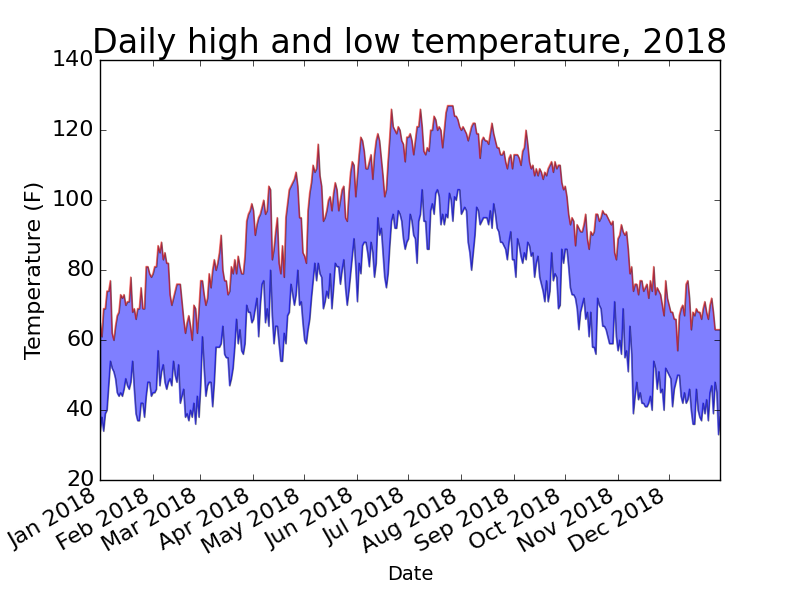 Daily high and low temperature, 2018
Temperature (F)
140
120
100
80
60
40
20
Jan 2018
Feb 2018
Mar 2018
Apr 2018
May 2018
Jun 2018
Jul 2018
Aug 2018
Sep 2018
Oct 2018
Nov 2018
Dec 2018
Date